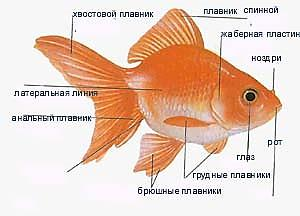 хвостовой плавник
плавник спинной
жаберная пластин
ноздри
латеральная линия
анальный плавник
рот
глаз
грудные плавники
брюшные плавники